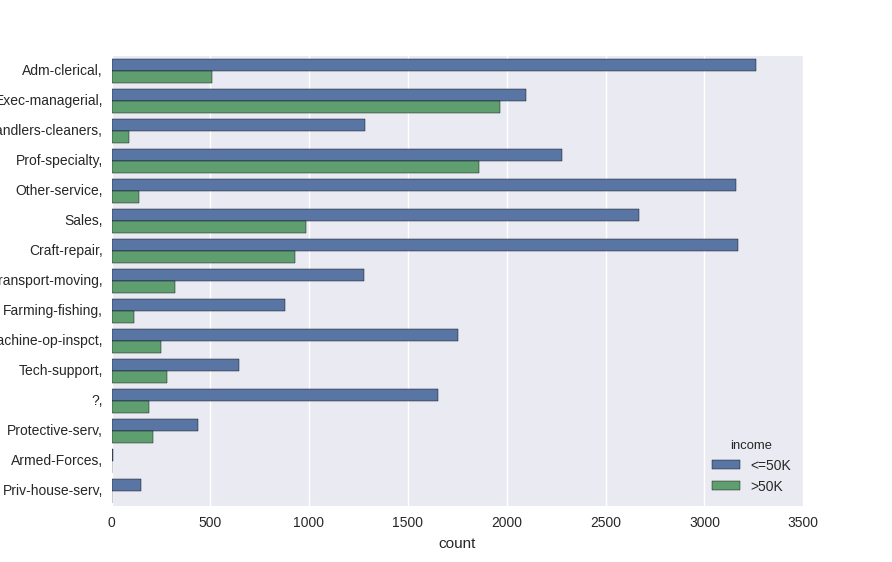 Adm-clerical,
Exec-managerial,
andlers-cleaners,
Prof-specialty,
Other-service,
Sales,
Craft-repair,
ransport-moving,
Farming-fishing,
achine-op-inspct,
Tech-support,
?,
Protective-serv,
Armed-Forces,
Priv-house-serv,
0 500 1000 1500 2000 2500 3000 3500
count
income
<=50K
>50K